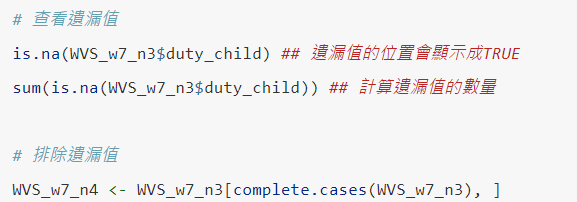 # 查看遺漏值
is.na(WVS_w7_n3$duty_child) ## 遺漏值的位置會顯示成TRUE
sum(is.na(WVS_w7_n3$duty_child)) ## 計算遺漏值的數量
# 排除遺漏值
WVS_w7_n4 <- WVS_w7_n3[complete.cases(WVS_w7_n3), ]